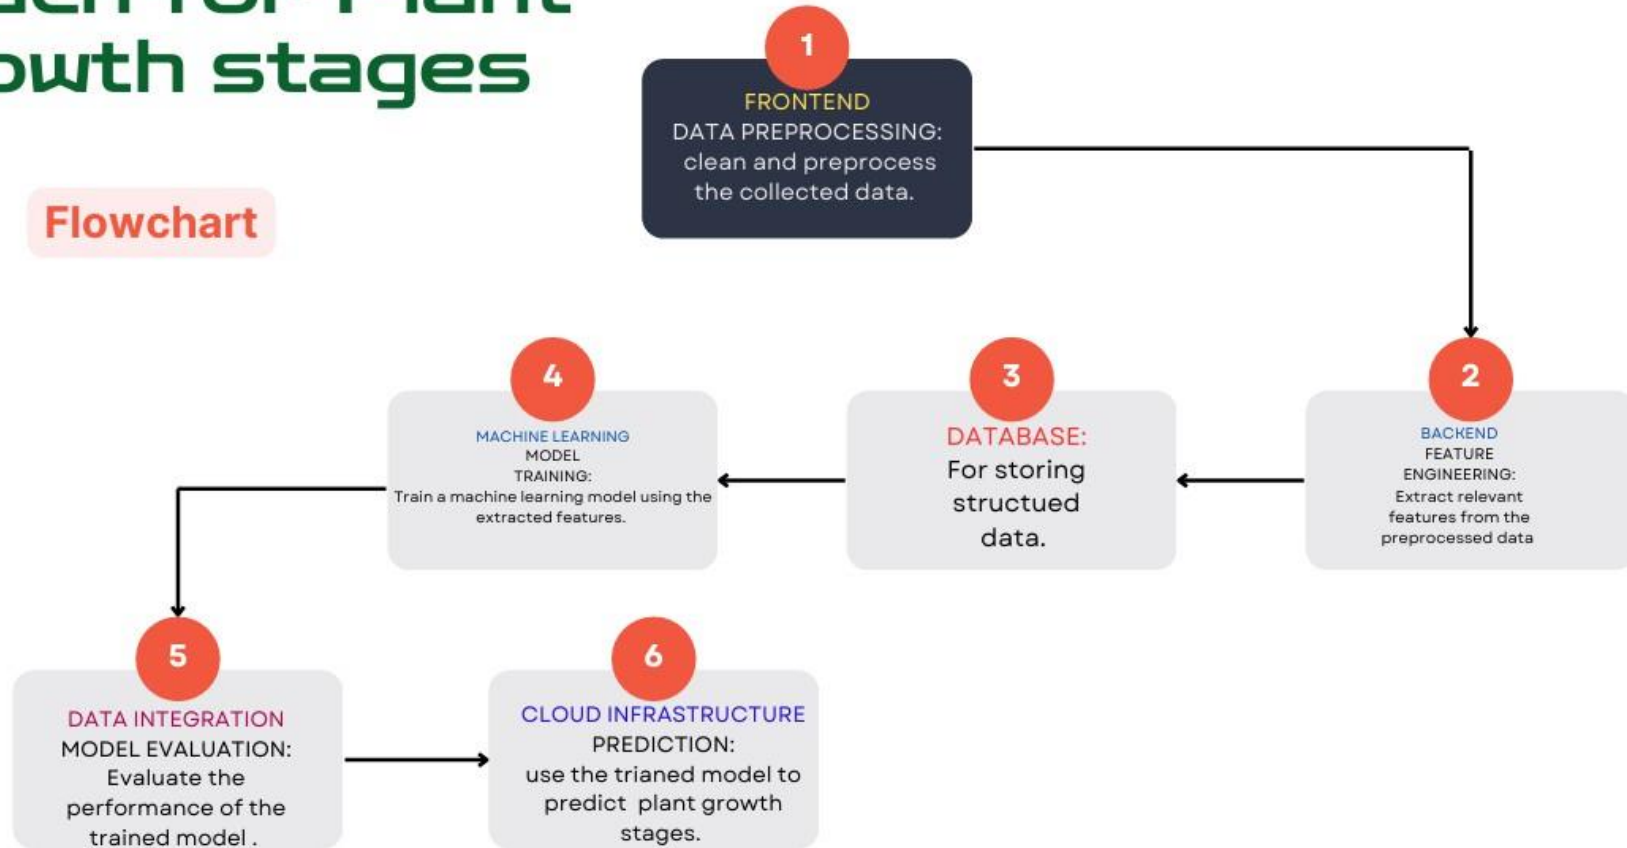 owth stages
Flowchart
1
FRONTEND
DATA PREPROCESSING:
clean and preprocess
the collected data.
2
BACKEND
FEATURE
ENGINEERING:
Extract relevant
features from the
preprocessed data
3
DATABASE:
For storing
structued
data.
4
MACHINE LEARNING
MODEL
TRAINING:
Train a machine learning model using the
extracted features.
5
DATA INTEGRATION
MODEL EVALUATION:
Evaluate the
performance of the
trained model .
6
CLOUD INFRASTRUCTURE
PREDICTION:
use the trianed model to
predict plant growth
stages.